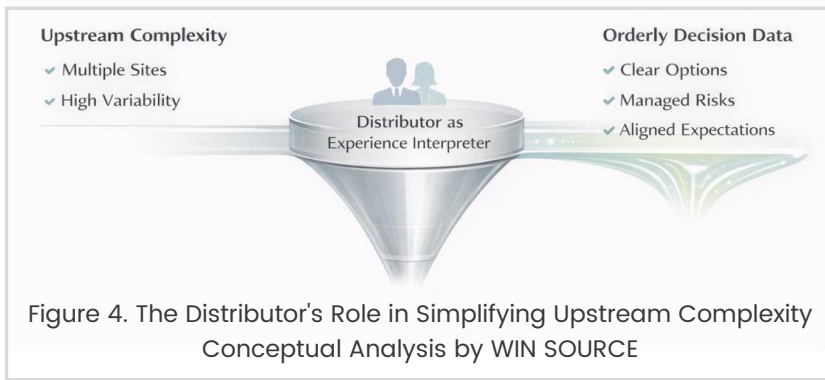 Upstream Complexity
Multiple Sites
High Variability
Distributor as
Experience Interpreter
Orderly Decision Data
Clear Options
Managed Risks
Aligned Expectations
Figure 4. The Distributor's Role in Simplifying Upstream Complexity
Conceptual Analysis by WIN SOURCE